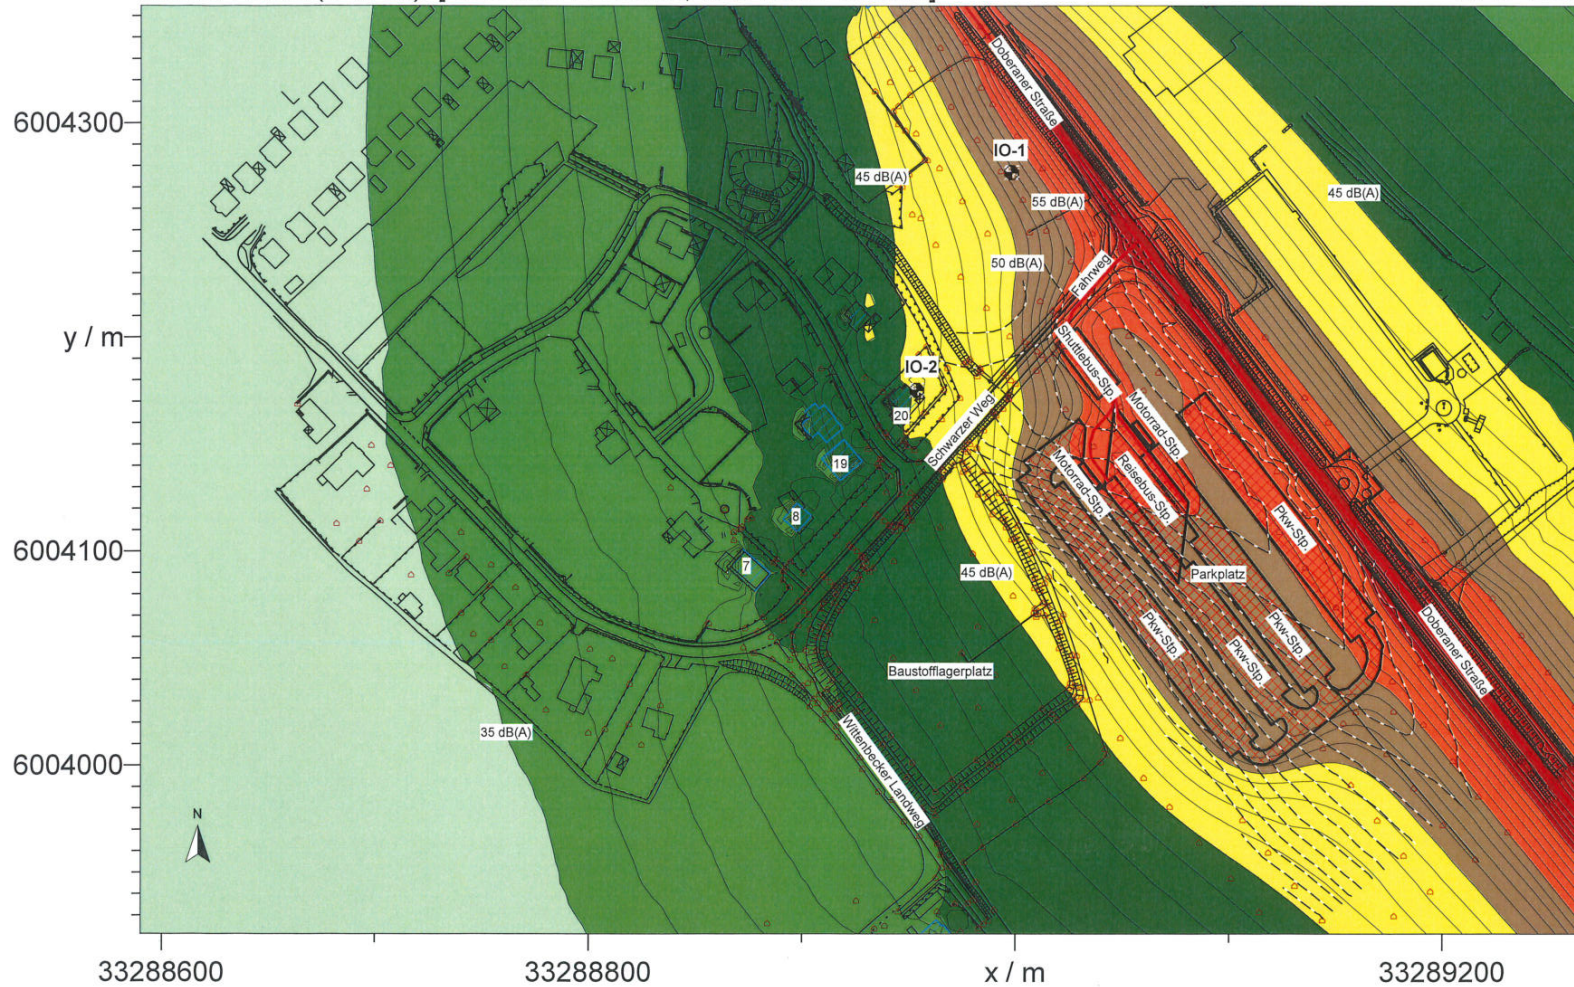 6004300
y / m
6004100
6004000
33288600
33288800
x / m
33289200
N
Doberaner Straße
IO-1
45 dB(A)
55 dB(A)
45 dB(A)
50 dB(A)
Fahrweg
Shuttlebus-Stp.
IO-2
20
Schwarzer Weg
Motorrad-Stp.
Motorrad-Stp.
Reisebus-Stp.
Pkw-Stp.
19
8
7
45 dB(A)
Parkplatz
Pkw-Stp.
Pkw-Stp.
Pkw-Stp.
Doberaner Straße
Baustofflagerplatz
35 dB(A)
Wittenbecker Landweg